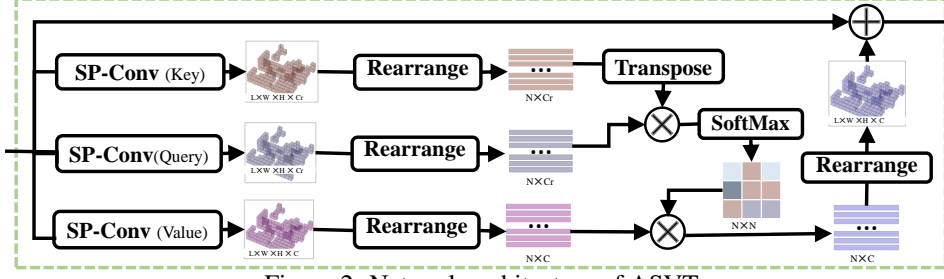 SP-Conv (Key)
L×W×H×Cr
Rearrange
...
N×Cr
Transpose
SP-Conv(Query)
L×W×H×Cr
Rearrange
...
N×Cr
SoftMax
N×N
SP-Conv (Value)
L×W×H×C
Rearrange
...
N×C
...
N×C
Rearrange
L×W×H×C
Figure 2: Network architecture of ASVT